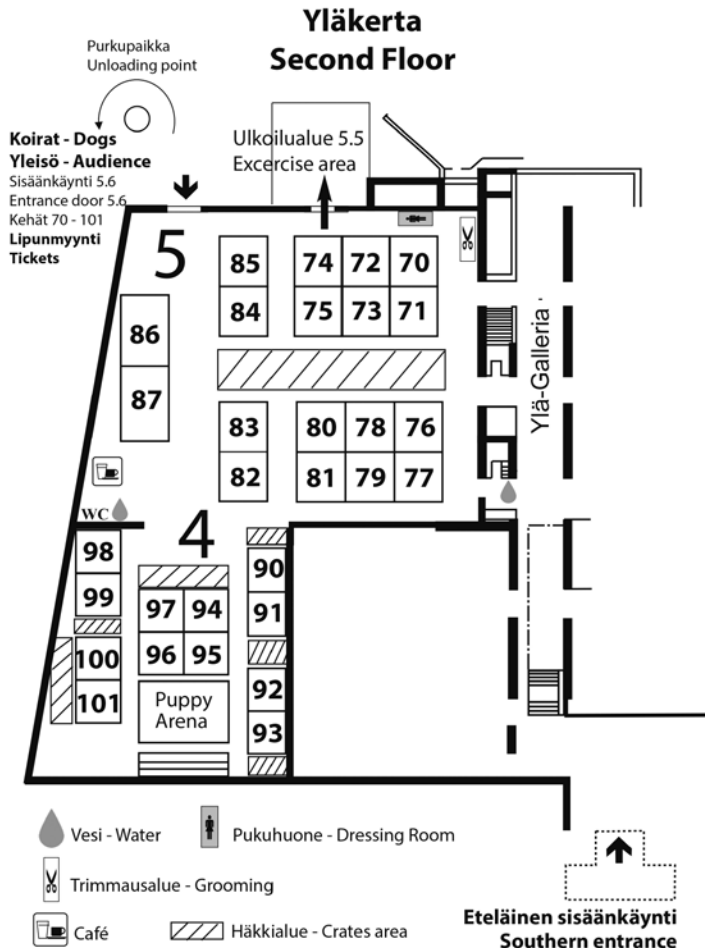 Yläkerta
Second Floor
Purkupaikka
Unloading point
Koirat - Dogs
Yleisö - Audience
Sisäänkäynti 5.6
Entrance door 5.6
Kehät 70 - 101
Lipunmyynti
Tickets
Ulkoilualue 5.5
Excercise area
5
85 74 72 70
84 75 73 71
86
87
Ylä-Galleria
83 80 78 76
82 81 79 77
WC
4
98
99
100
101
97 94
96 95
Puppy
Arena
90
91
92
93
Vesi - Water
Pukuhuone - Dressing Room
Trimmausalue - Grooming
Café
Häkkialue - Crates area
Eteläinen sisäänkäynti
Southern entrance